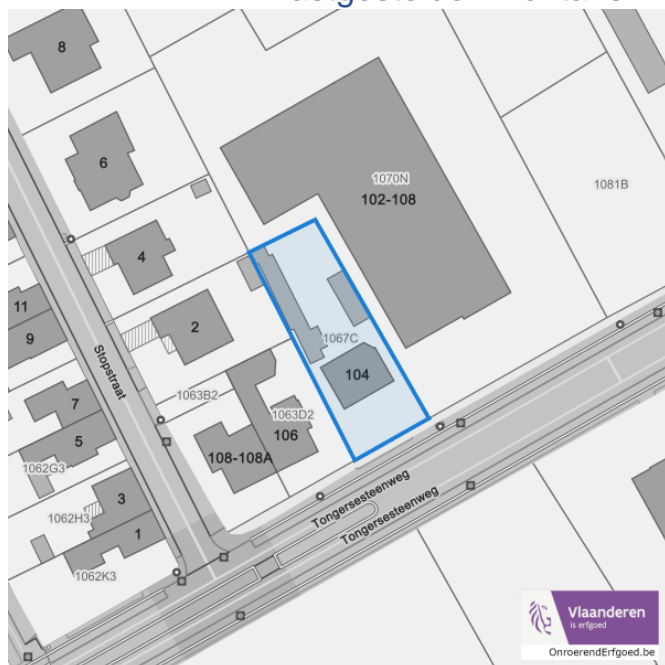 8
6
1070N
102-108
1081B
4
11
9
2
Stopstraat
1067C
104
1063B2
7
5
1063D2
106
108-108A
1062G3
3
1062H3
1
1062K3
Tongersesteenweg
Tongersesteenweg
Vlaanderen
is erfgoed
OnroerendErfgoed.be